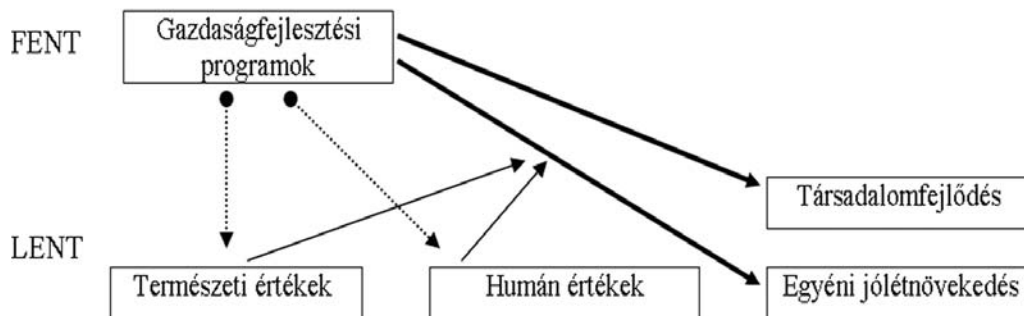 FENT
Gazdaságfejlesztési
programok
Társadalomfejlődés
LENT
Természeti értékek
Humán értékek
Egyéni jólétnövekedés